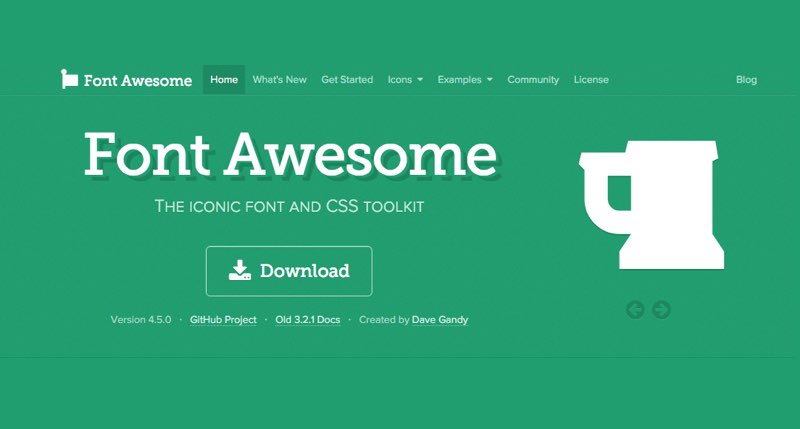 Font Awesome Home What's New Get Started Icons Examples Community License Blog
Font Awesome
The iconic font and CSS toolkit
Download
Version 4.5.0 · GitHub Project · Old 3.2.1 Docs · Created by Dave Gandy